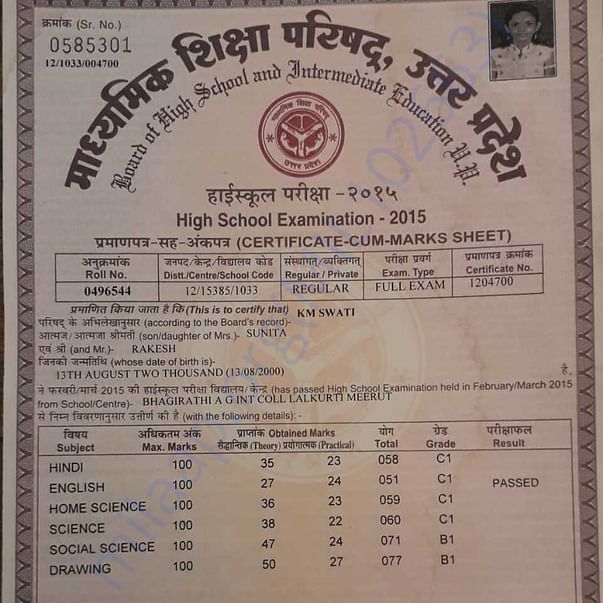 क्रमांक (Sr. No.)
0585301
12/1033/004700
माध्यमिक शिक्षा परिषद्, उत्तर प्रदेश
Board of High School and Intermediate Education U.P.
माध्यमिक शिक्षा परिषद
उत्तर प्रदेश
हाईस्कूल परीक्षा - २०१५
High School Examination - 2015
प्रमाणपत्र-सह-अंकपत्र (CERTIFICATE-CUM-MARKS SHEET)
अनुक्रमांक जनपद/केन्द्र/विद्यालय कोड संस्थागत/व्यक्तिगत परीक्षा प्रवर्ग प्रमाणपत्र क्रमांक
Roll No. Distt./Centre/School Code Regular / Private Exam. Type Certificate No.
0496544 12/15385/1033 REGULAR FULL EXAM 1204700
प्रमाणित किया जाता है कि (This is to certify that) KM SWATI
परिषद के अभिलेखानुसार (according to the Board's record)-
आत्मज/आत्मजा श्रीमती (son/daughter of Mrs.)- SUNITA
एवं श्री (and Mr.)- RAKESH
जिनकी जन्मतिथि (whose date of birth is)-
13TH AUGUST TWO THOUSAND (13/08/2000) है,
ने फरवरी/मार्च 2015 की हाईस्कूल परीक्षा विद्यालय/केन्द्र (has passed High School Examination held in February/March 2015
from School/Centre)- BHAGIRATHI A G INT COLL LALKURTI MEERUT
से निम्न विवरणानुसार उत्तीर्ण की है (with the following details): -
विषय अधिकतम अंक प्राप्तांक Obtained Marks योग ग्रेड परीक्षाफल
Subject Max. Marks सैद्धान्तिक (Theory) प्रयोगात्मक (Practical) Total Grade Result
HINDI 100 35 23 058 C1
ENGLISH 100 27 24 051 C1 PASSED
HOME SCIENCE 100 36 23 059 C1
SCIENCE 100 38 22 060 C1
SOCIAL SCIENCE 100 47 24 071 B1
DRAWING 100 50 27 077 B1